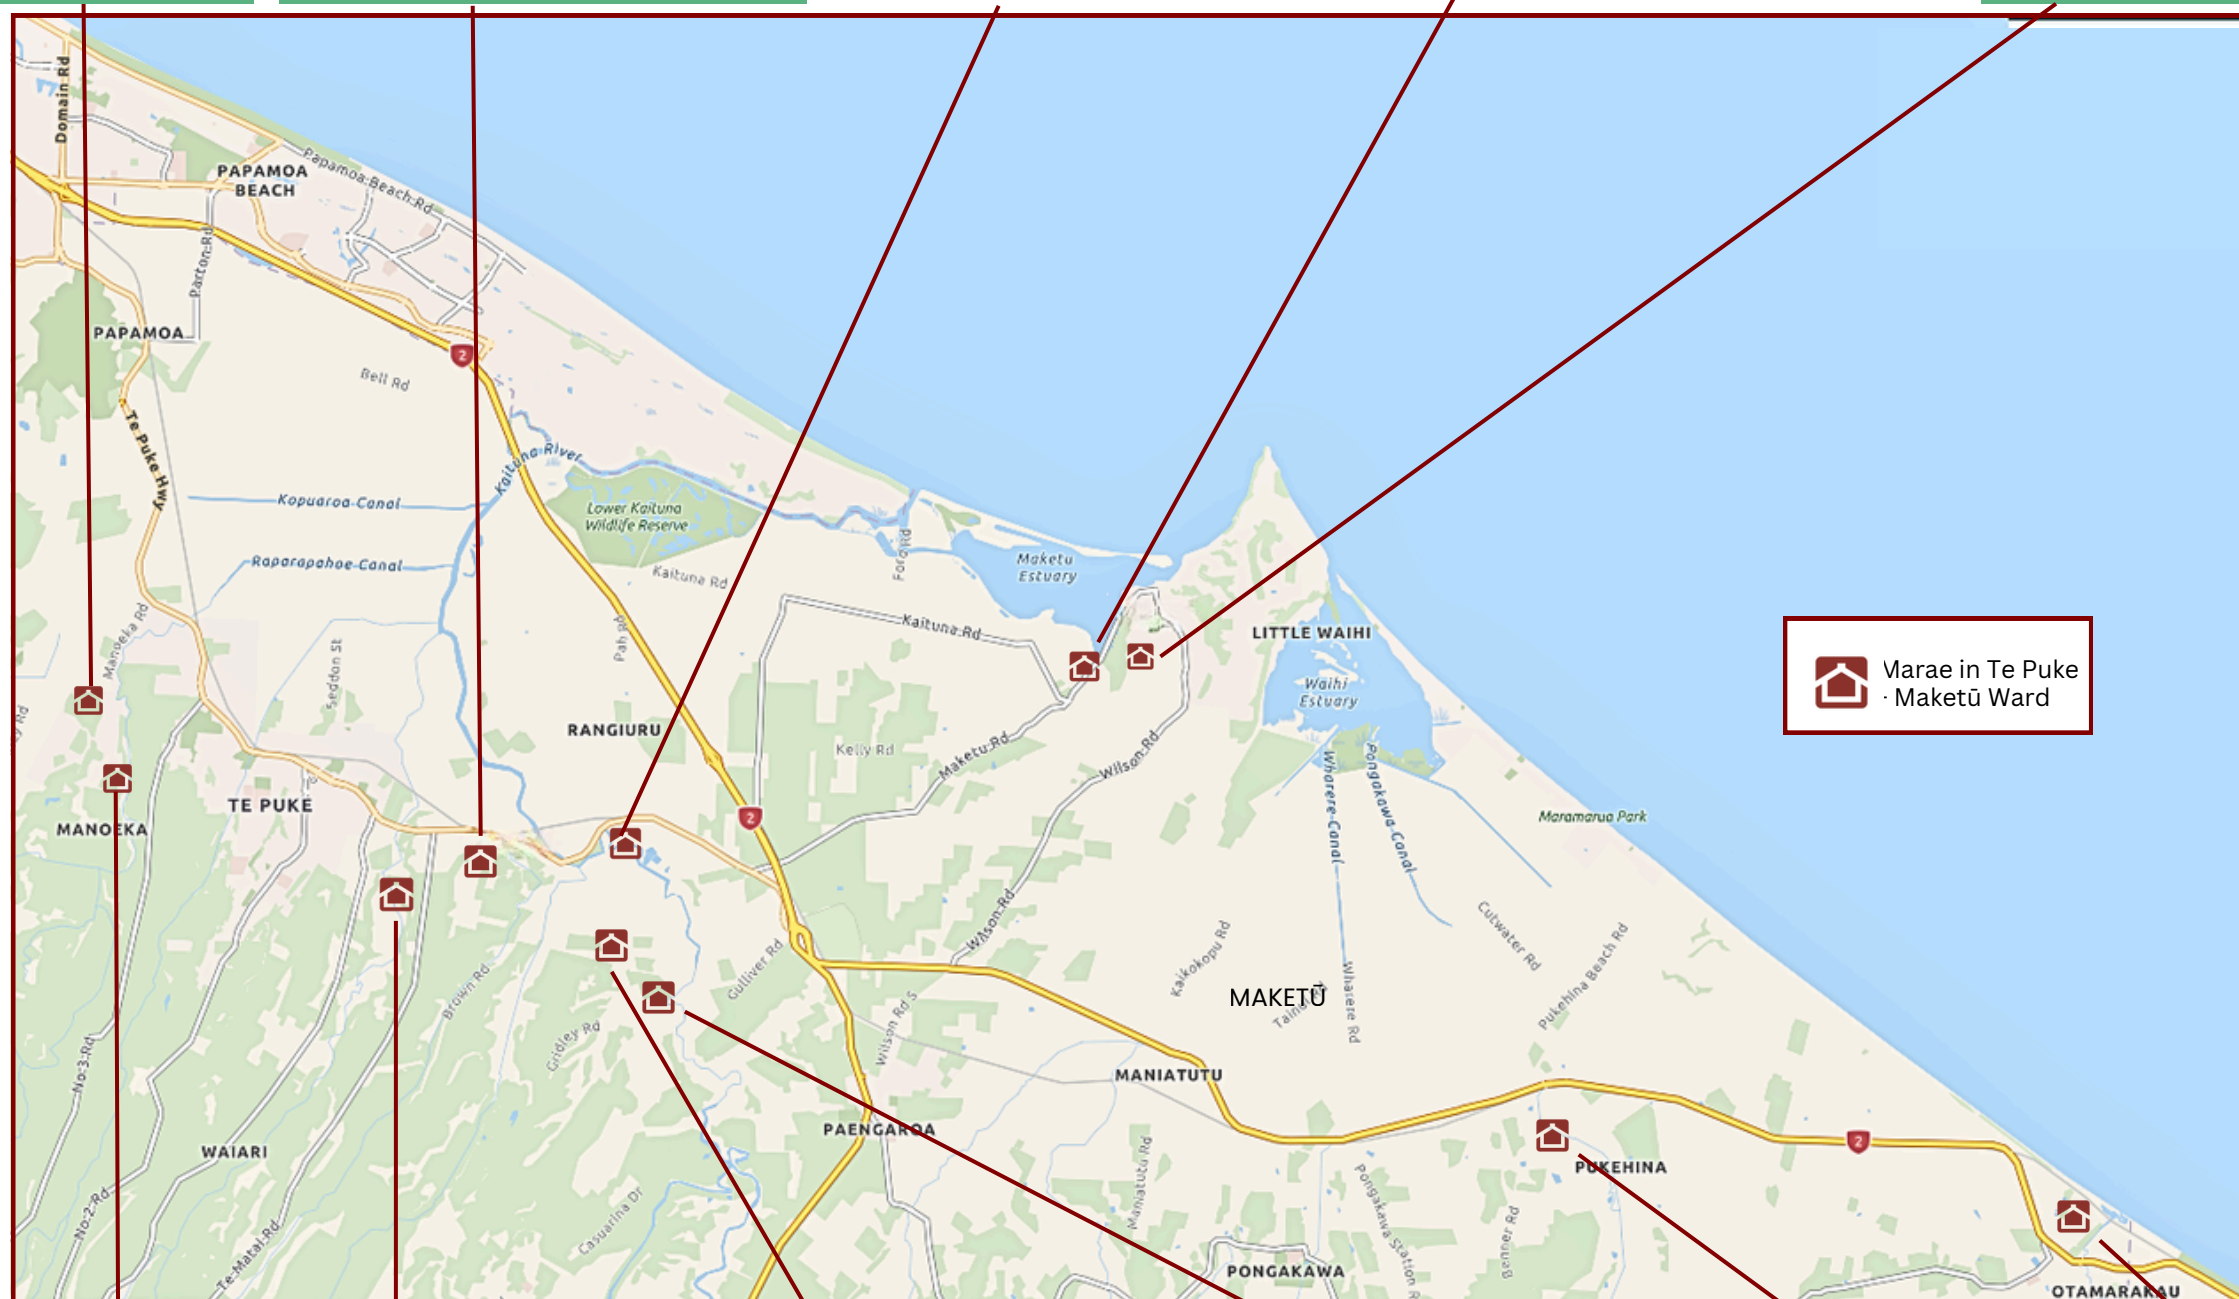 Domain Rd
PAPAMOA
BEACH
Papamoa Beach Rd
Parton Rd
PAPAMOA
2
Bell Rd
Te Puke Hwy
Kaituna River
Kopuaroa Canal
Lower Kaituna
Wildlife Reserve
Raparapahoe Canal
Kaituna Rd
Ford Rd
Maketu
Estuary
Manoeka Rd
Seddon St
Pah Rd
Kaituna Rd
LITTLE WAIHI
Waihi
Estuary
Marae in Te Puke
- Maketū Ward
RANGIURU
Kelly Rd
Maketu Rd
Wilson Rd
Wharere Canal
Pongakawa Canal
TE PUKE
MANOEKA
2
Maramarua Park
Wilson Rd
Gulliver Rd
Brown Rd
Gridley Rd
Kaikokopu Rd
Cutwater Rd
Pukehina Beach Rd
MAKETŪ
Wharere Rd
Wilson Rd S
No 3 Rd
MANIATUTU
PAENGAROA
WAIARI
Maniatutu Rd
2
PUKEHINA
No 2 Rd
Te Matai Rd
Casuarina Dr
Pongakawa Station R
Benner Rd
PONGAKAWA
OTAMARAKAU